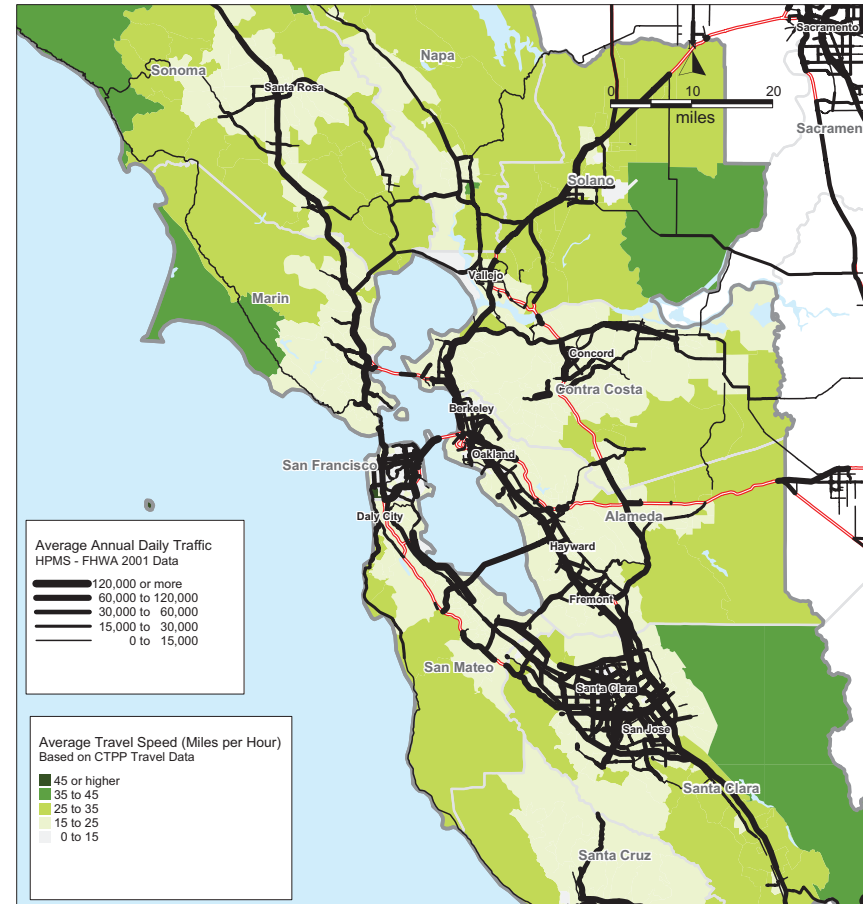 Sacramento
Napa
Sonoma
Santa Rosa
0 10 20
miles
Sacrament
Solano
Vallejo
Marin
Concord
Contra Costa
Berkeley
Oakland
San Francisco
Daly City
Alameda
Hayward
Fremont
San Mateo
Santa Clara
San Jose
Santa Clara
Santa Cruz
Average Annual Daily Traffic
HPMS - FHWA 2001 Data
120,000 or more
60,000 to 120,000
30,000 to 60,000
15,000 to 30,000
0 to 15,000
Average Travel Speed (Miles per Hour)
Based on CTPP Travel Data
45 or higher
35 to 45
25 to 35
15 to 25
0 to 15